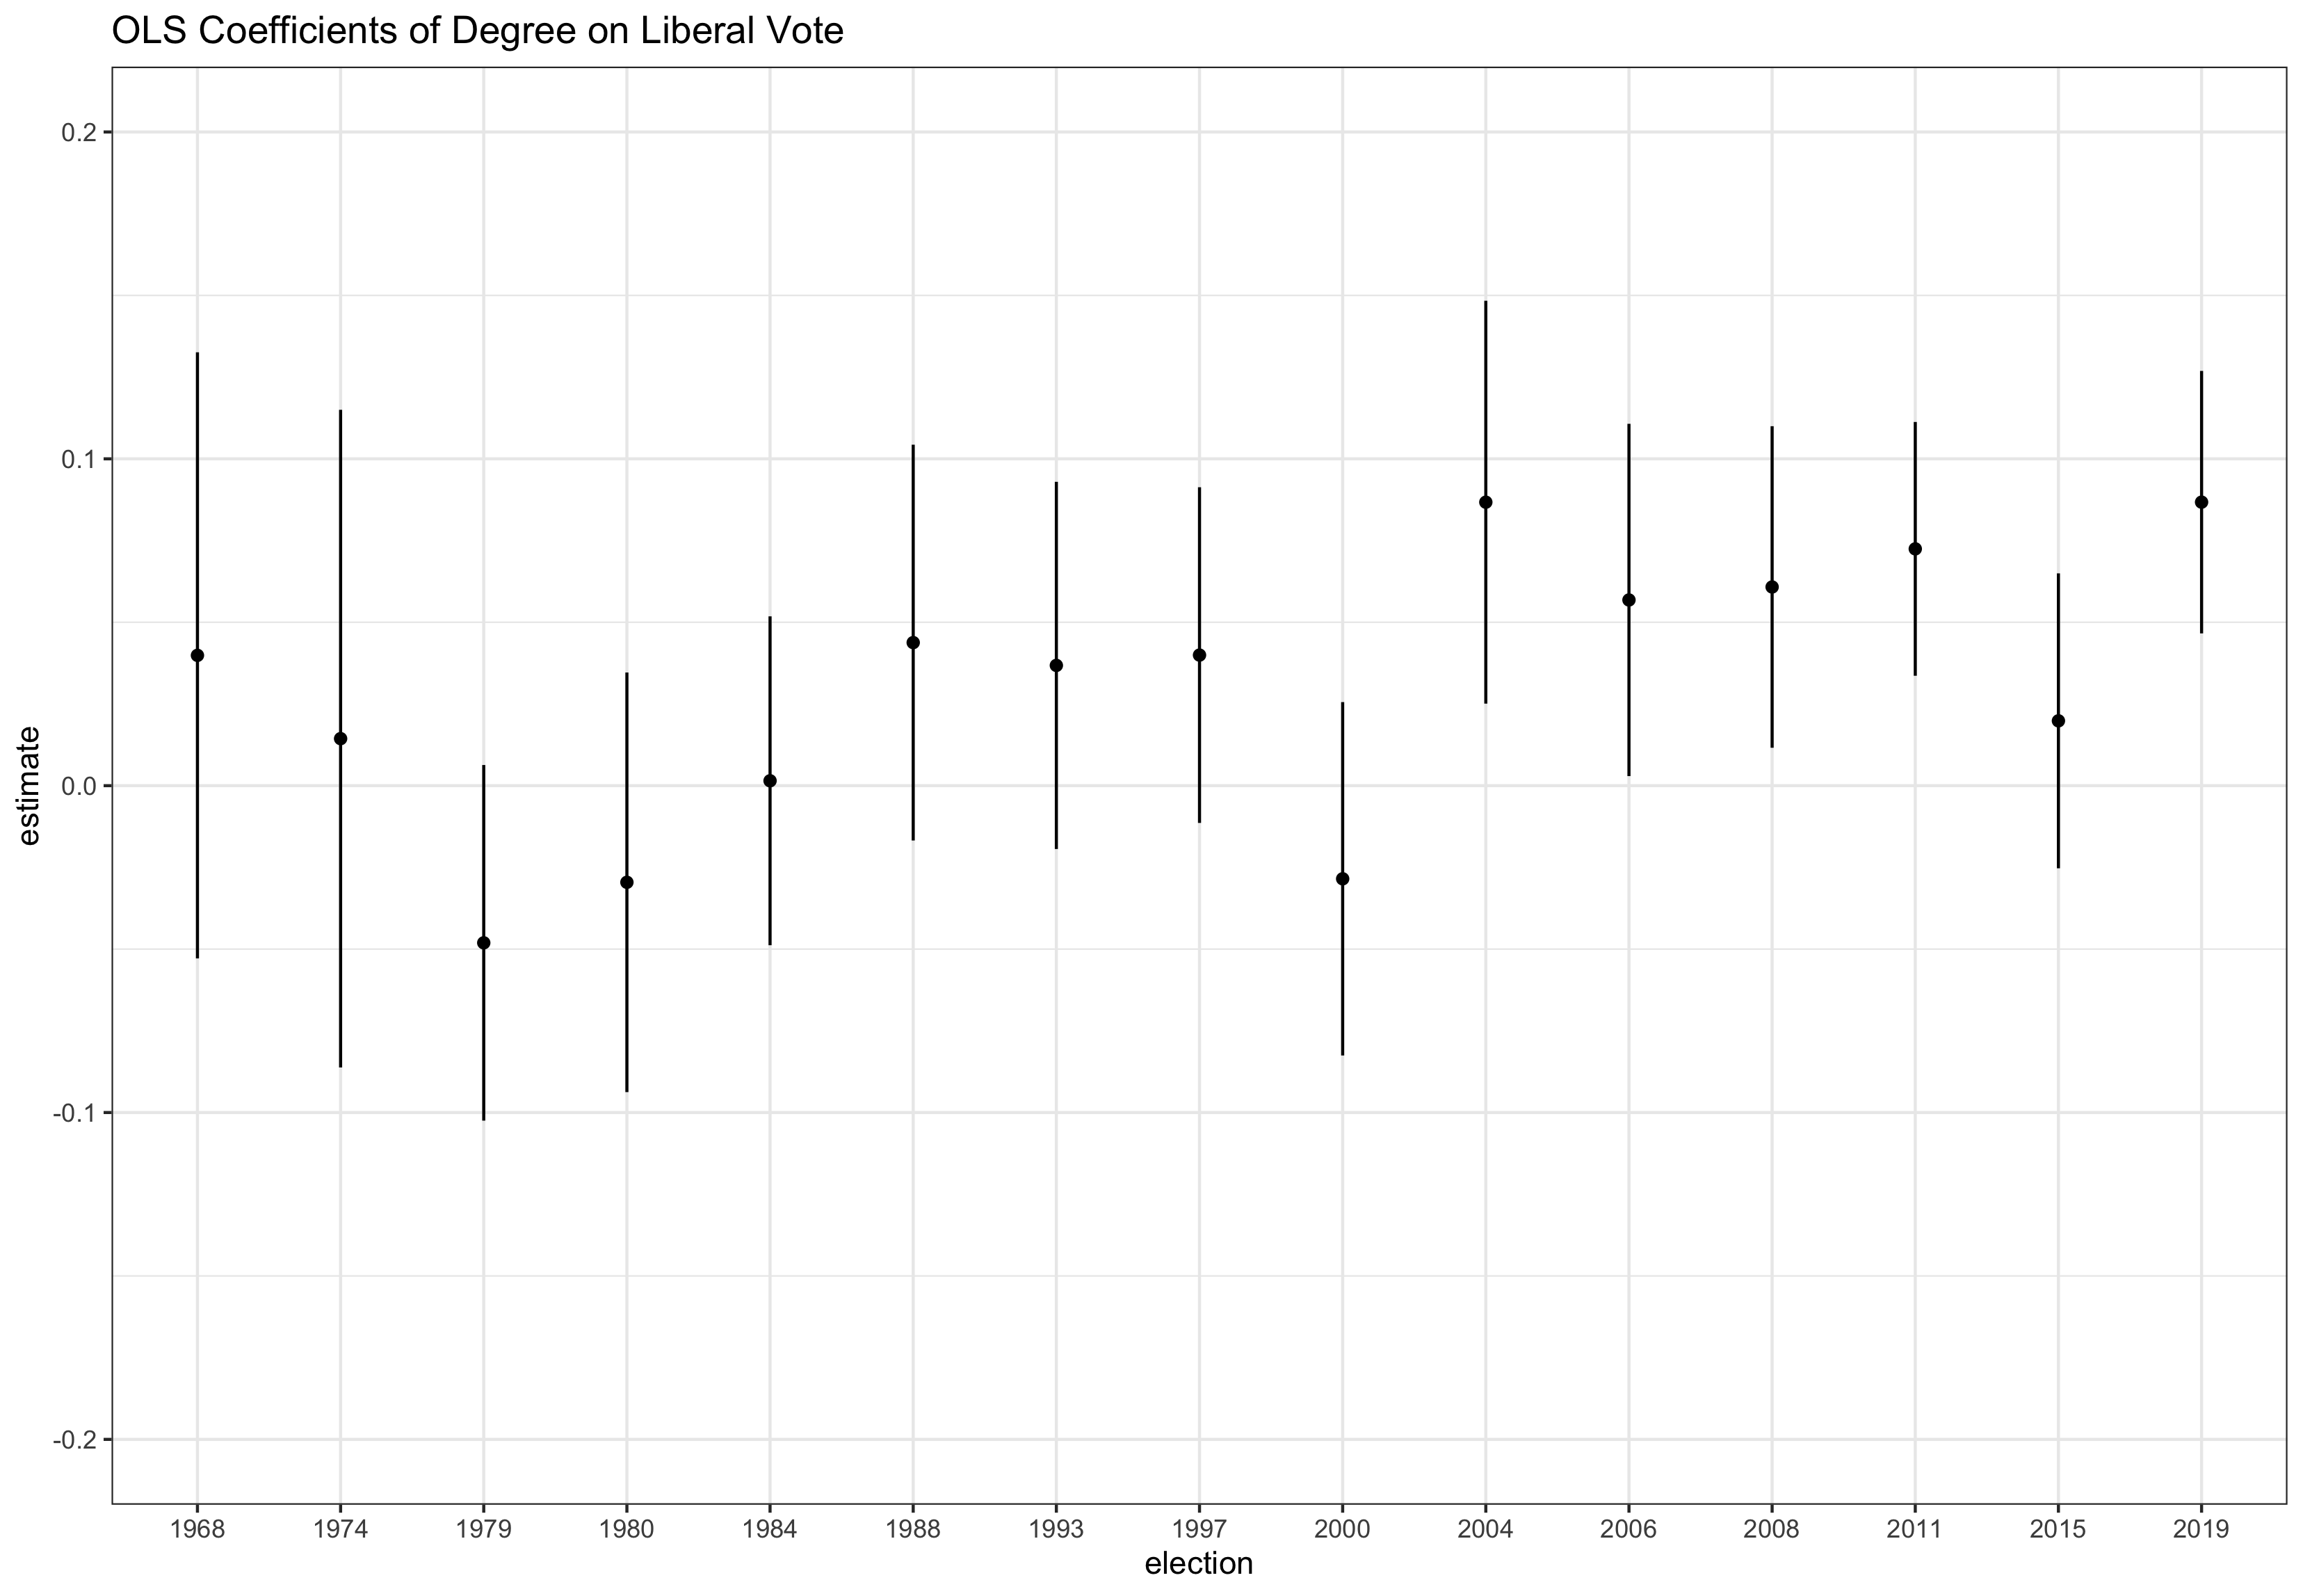 OLS Coefficients of Degree on Liberal Vote
0.2
0.1
0.0
-0.1
-0.2
estimate
1968 1974 1979 1980 1984 1988 1993 1997 2000 2004 2006 2008 2011 2015 2019
election